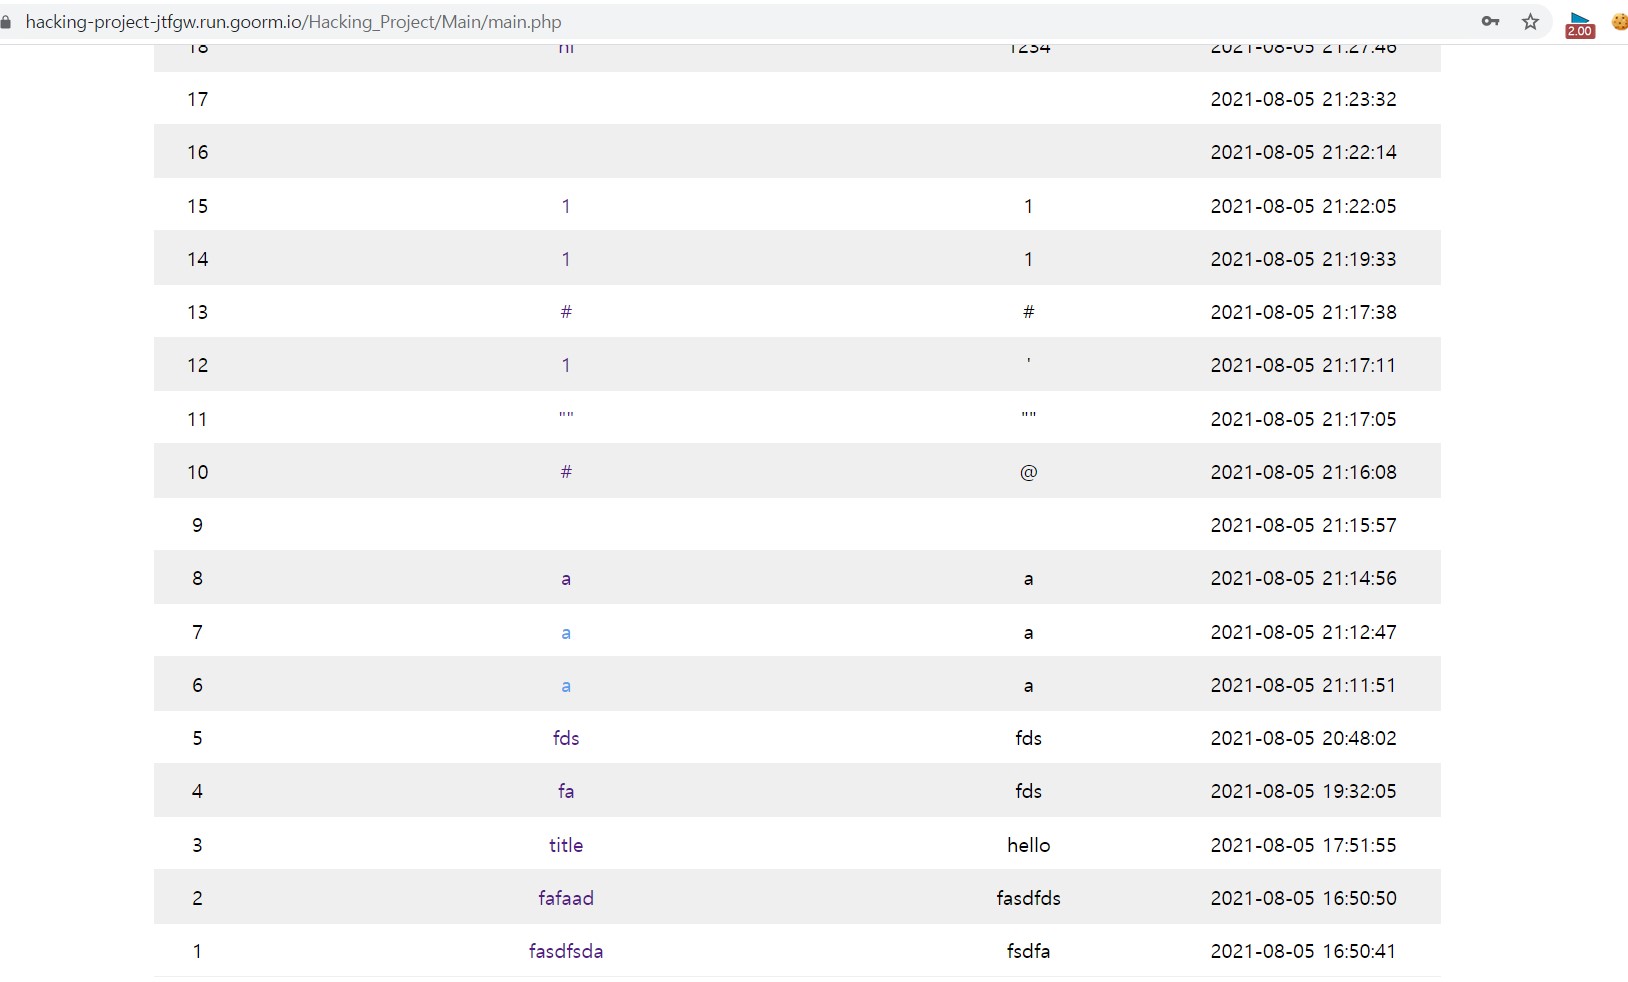 hacking-project-jtfgw.run.goorm.io/Hacking_Project/Main/main.php
2.00
18 hi 1234 2021-08-05 21:27:46
17 2021-08-05 21:23:32
16 2021-08-05 21:22:14
15 1 1 2021-08-05 21:22:05
14 1 1 2021-08-05 21:19:33
13 # # 2021-08-05 21:17:38
12 1 ' 2021-08-05 21:17:11
11 "" "" 2021-08-05 21:17:05
10 # @ 2021-08-05 21:16:08
9 2021-08-05 21:15:57
8 a a 2021-08-05 21:14:56
7 a a 2021-08-05 21:12:47
6 a a 2021-08-05 21:11:51
5 fds fds 2021-08-05 20:48:02
4 fa fds 2021-08-05 19:32:05
3 title hello 2021-08-05 17:51:55
2 fafaad fasdfds 2021-08-05 16:50:50
1 fasdfsda fsdfa 2021-08-05 16:50:41